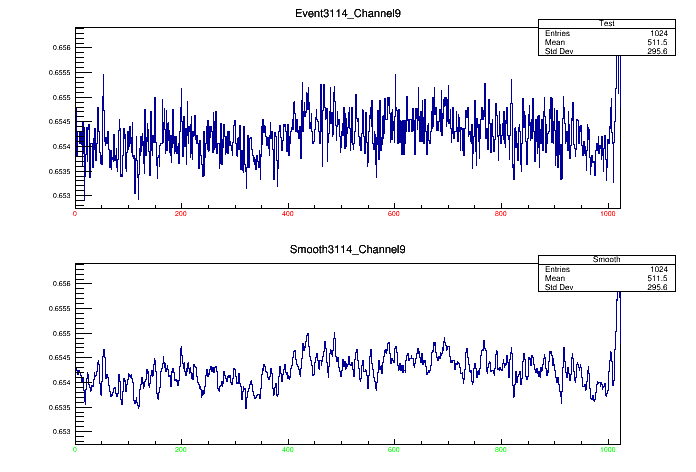 Event3114_Channel9
Test
Entries 1024
Mean 511.5
Std Dev 295.6
0.656
0.6555
0.655
0.6545
0.654
0.6535
0.653
0 200 400 600 800 1000
Smooth3114_Channel9
Smooth
Entries 1024
Mean 511.5
Std Dev 295.6
0.656
0.6555
0.655
0.6545
0.654
0.6535
0.653
0 200 400 600 800 1000